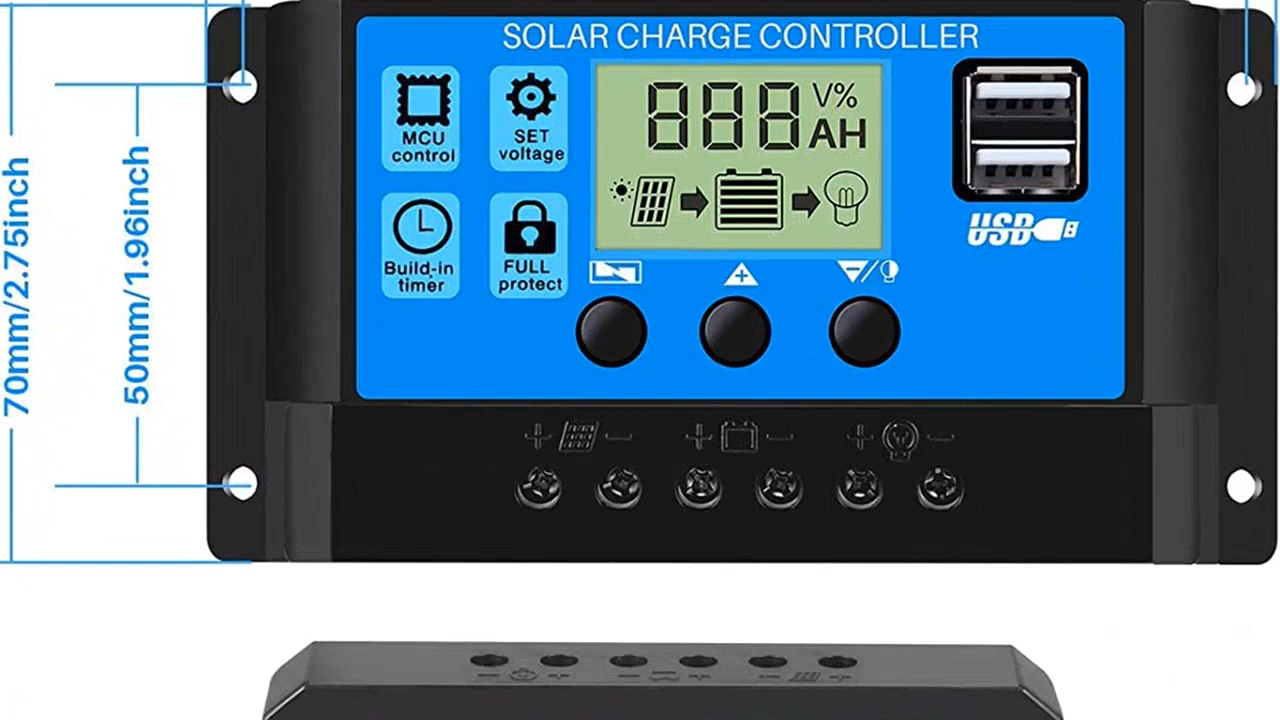 SOLAR CHARGE CONTROLLER
MCU
control
SET
voltage
888 V%
AH
Build-in
timer
FULL
protect
USB
+ -
+ -
+ -
70mm/2.75inch
50mm/1.96inch